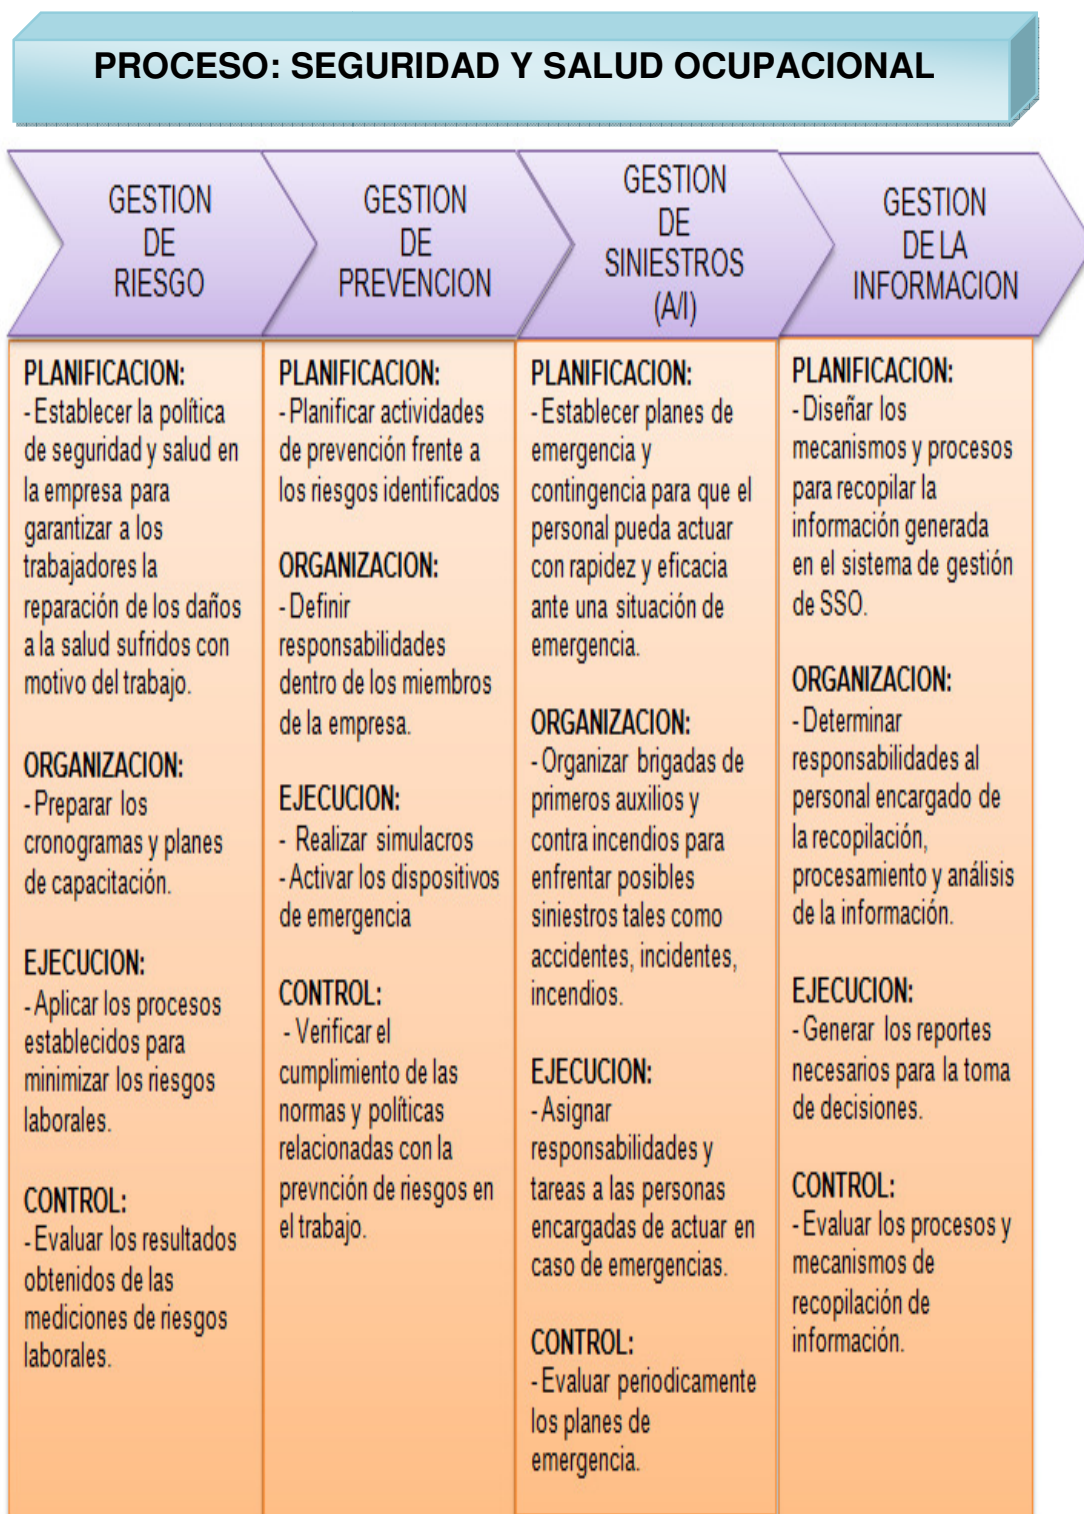 PROCESO: SEGURIDAD Y SALUD OCUPACIONAL
GESTION
DE
RIESGO
GESTION
DE
PREVENCION
GESTION
DE
SINIESTROS
(A/I)
GESTION
DE LA
INFORMACION
PLANIFICACION:
- Establecer la política
de seguridad y salud en
la empresa para
garantizar a los
trabajadores la
reparación de los daños
a la salud sufridos con
motivo del trabajo.
ORGANIZACION:
- Preparar los
cronogramas y planes
de capacitación.
EJECUCION:
- Aplicar los procesos
establecidos para
minimizar los riesgos
laborales.
CONTROL:
- Evaluar los resultados
obtenidos de las
mediciones de riesgos
laborales.
PLANIFICACION:
- Planificar actividades
de prevención frente a
los riesgos identificados
ORGANIZACION:
- Definir
responsabilidades
dentro de los miembros
de la empresa.
EJECUCION:
- Realizar simulacros
- Activar los dispositivos
de emergencia
CONTROL:
- Verificar el
cumplimiento de las
normas y políticas
relacionadas con la
prevnción de riesgos en
el trabajo.
PLANIFICACION:
- Establecer planes de
emergencia y
contingencia para que el
personal pueda actuar
con rapidez y eficacia
ante una situación de
emergencia.
ORGANIZACION:
- Organizar brigadas de
primeros auxilios y
contra incendios para
enfrentar posibles
siniestros tales como
accidentes, incidentes,
incendios.
EJECUCION:
- Asignar
responsabilidades y
tareas a las personas
encargadas de actuar en
caso de emergencias.
CONTROL:
- Evaluar periodicamente
los planes de
emergencia.
PLANIFICACION:
- Diseñar los
mecanismos y procesos
para recopilar la
información generada
en el sistema de gestión
de SSO.
ORGANIZACION:
- Determinar
responsabilidades al
personal encargado de
la recopilación,
procesamiento y análisis
de la información.
EJECUCION:
- Generar los reportes
necesarios para la toma
de decisiones.
CONTROL:
- Evaluar los procesos y
mecanismos de
recopilación de
información.